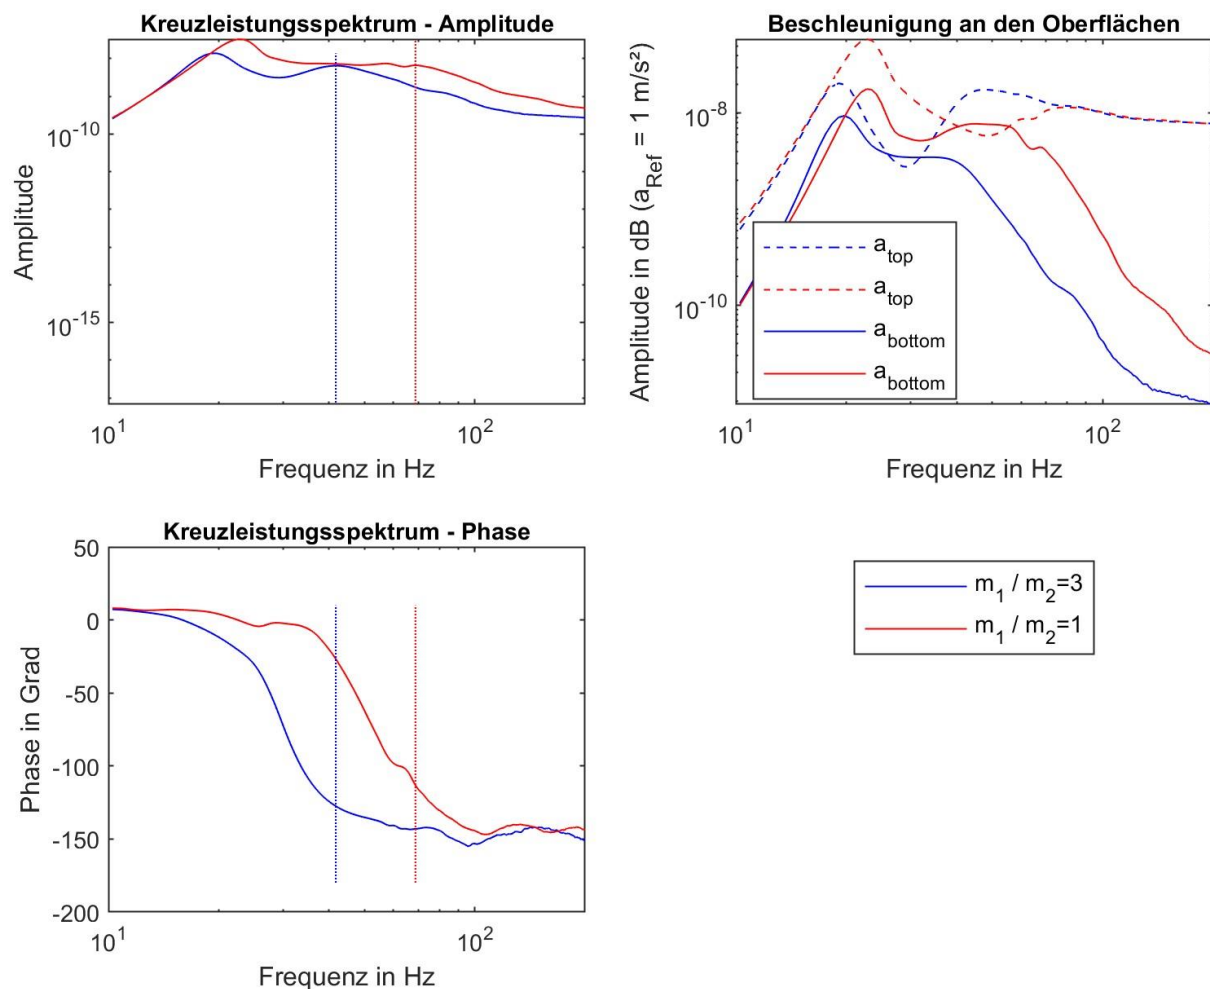 Kreuzleistungsspektrum - Amplitude
Amplitude
10^-10
10^-15
10^1
10^2
Frequenz in Hz
Beschleunigung an den Oberflächen
Amplitude in dB (a_Ref = 1 m/s²)
10^-8
10^-10
a_top
a_top
a_bottom
a_bottom
10^1
10^2
Frequenz in Hz
Kreuzleistungsspektrum - Phase
Phase in Grad
50
0
-50
-100
-150
-200
10^1
10^2
Frequenz in Hz
m_1 / m_2=3
m_1 / m_2=1